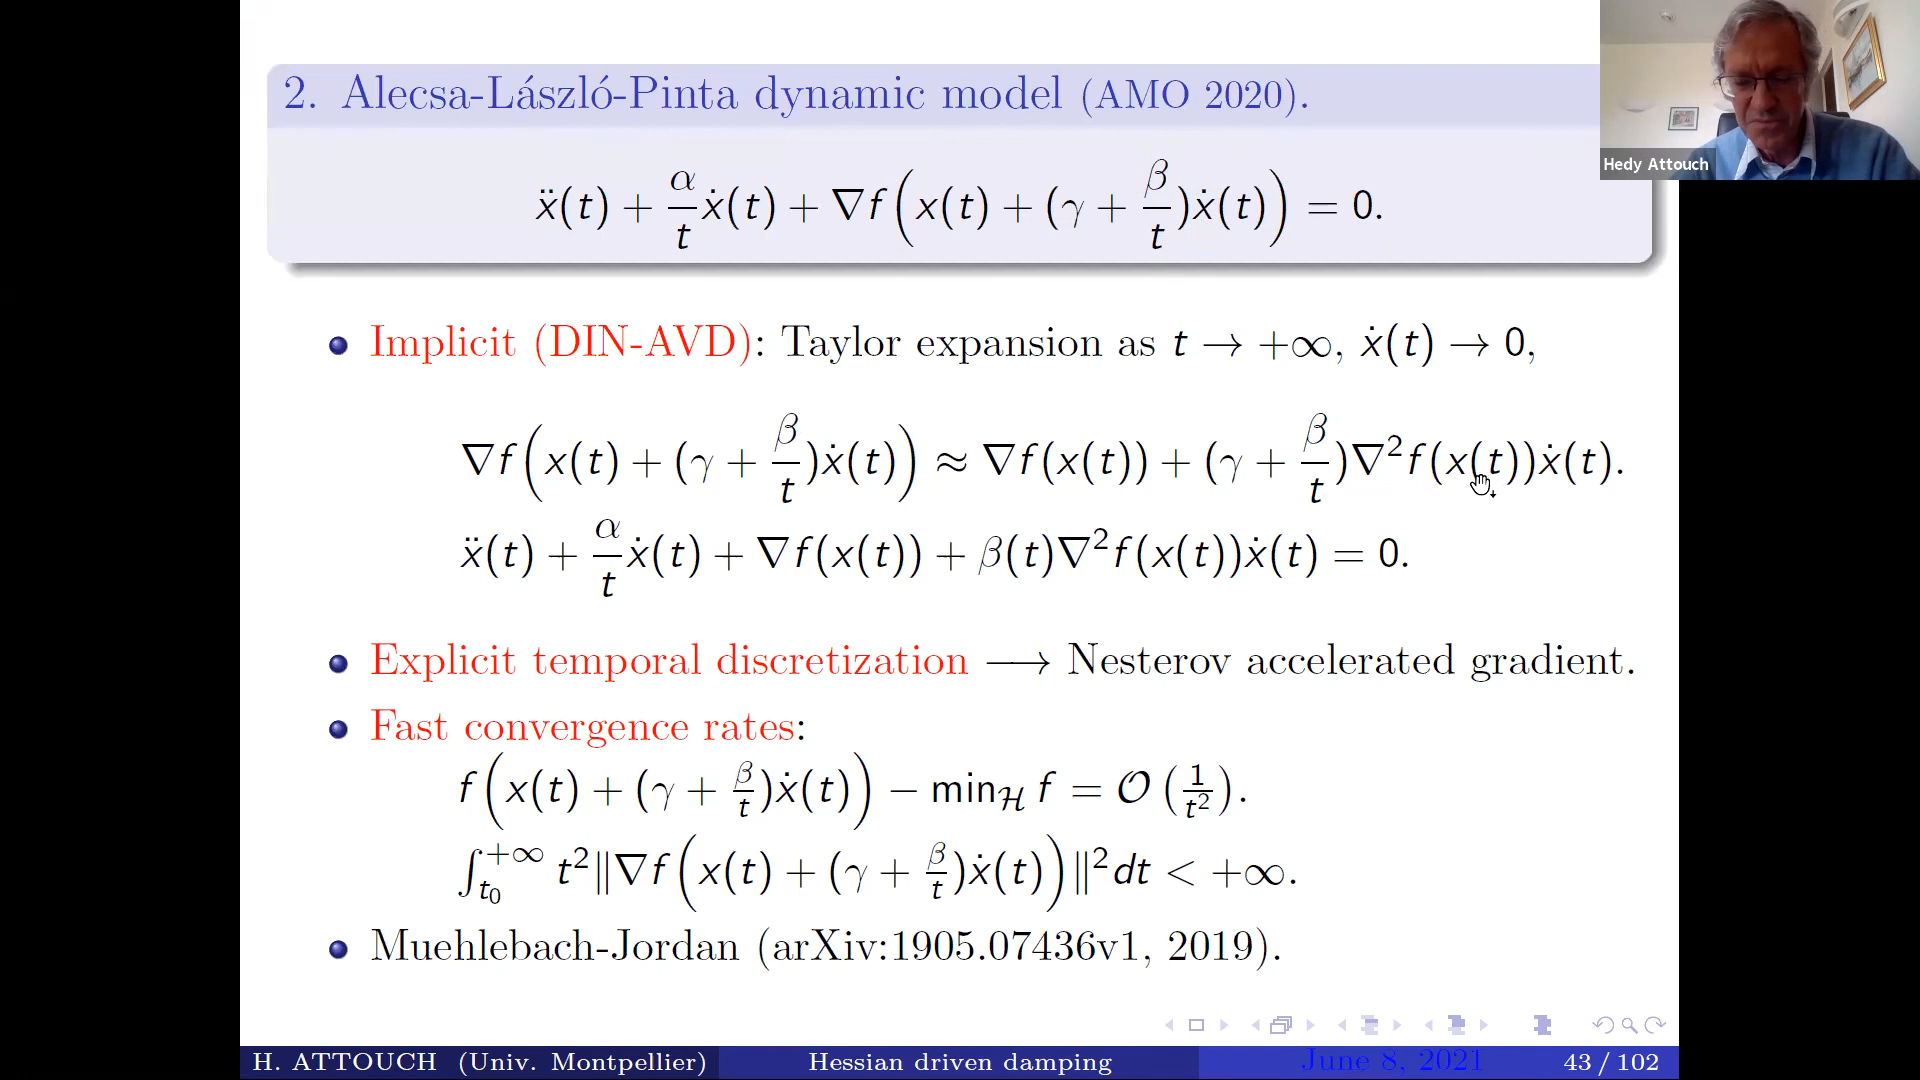 2. Alecsa-László-Pinta dynamic model (AMO 2020).
ẍ(t) + α/t ẋ(t) + ∇f(x(t) + (γ + β/t)ẋ(t)) = 0.
Hedy Attouch
Implicit (DIN-AVD): Taylor expansion as t → +∞, ẋ(t) → 0,
∇f(x(t) + (γ + β/t)ẋ(t)) ≈ ∇f(x(t)) + (γ + β/t)∇²f(x(t))ẋ(t).
ẍ(t) + α/t ẋ(t) + ∇f(x(t)) + β(t)∇²f(x(t))ẋ(t) = 0.
Explicit temporal discretization ⟶ Nesterov accelerated gradient.
Fast convergence rates:
f(x(t) + (γ + β/t)ẋ(t)) − min_ℋ f = 𝒪(1/t²).
∫_{t₀}^{+∞} t²‖∇f(x(t) + (γ + β/t)ẋ(t))‖²dt < +∞.
Muehlebach-Jordan (arXiv:1905.07436v1, 2019).
H. ATTOUCH (Univ. Montpellier) Hessian driven damping June 8, 2021 43 / 102